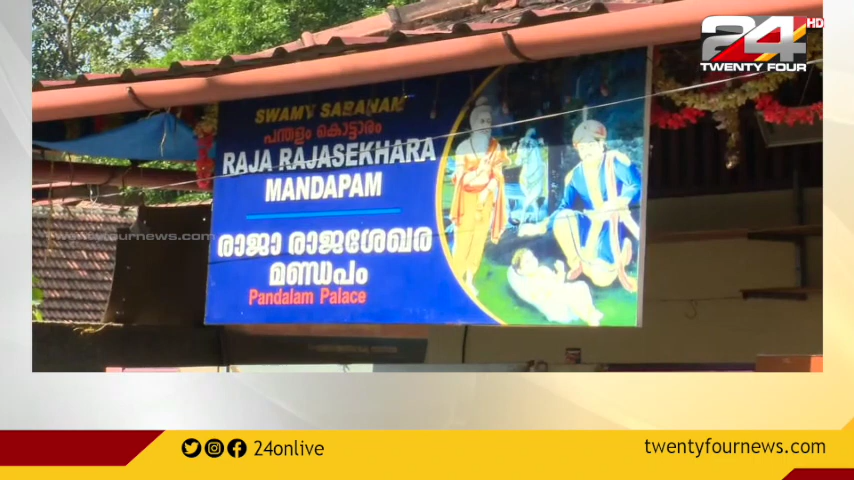 24 HD
TWENTY FOUR
SWAMY SARANAM
പന്തളം കൊട്ടാരം
RAJA RAJASEKHARA
MANDAPAM
രാജാ രാജശേഖര
മണ്ഡപം
Pandalam Palace
24onlive
twentyfournews.com